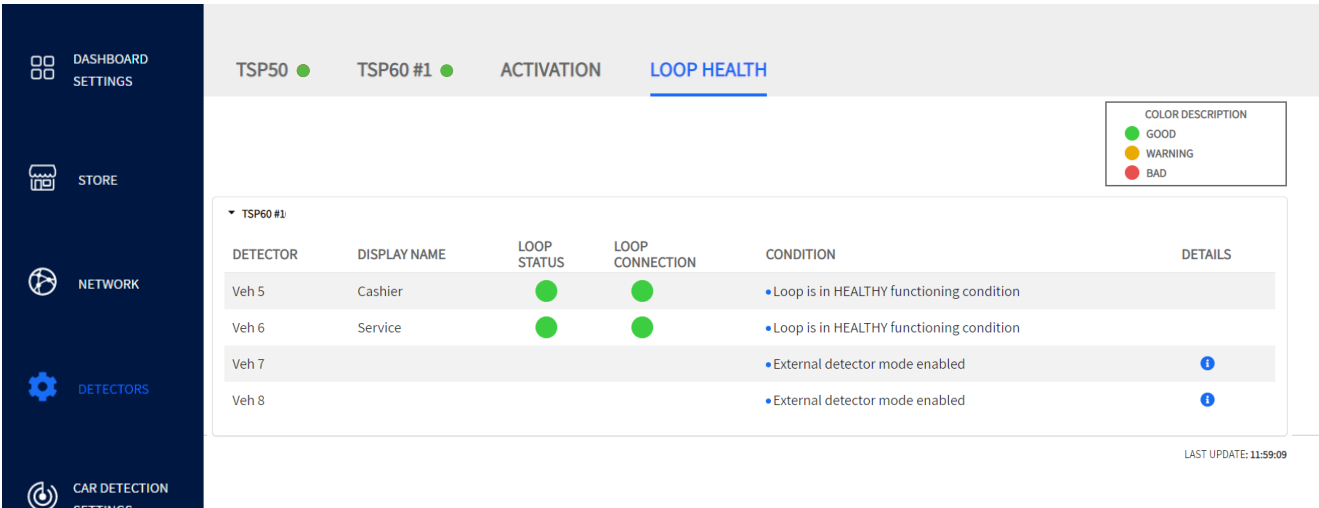 DASHBOARD
SETTINGS
STORE
NETWORK
DETECTORS
CAR DETECTION
SETTINGS
TSP50
TSP60 #1
ACTIVATION
LOOP HEALTH
COLOR DESCRIPTION
GOOD
WARNING
BAD
TSP60 #1
DETECTOR DISPLAY NAME LOOP STATUS LOOP CONNECTION CONDITION DETAILS
Veh 5 Cashier Loop is in HEALTHY functioning condition
Veh 6 Service Loop is in HEALTHY functioning condition
Veh 7 External detector mode enabled
Veh 8 External detector mode enabled
LAST UPDATE: 11:59:09